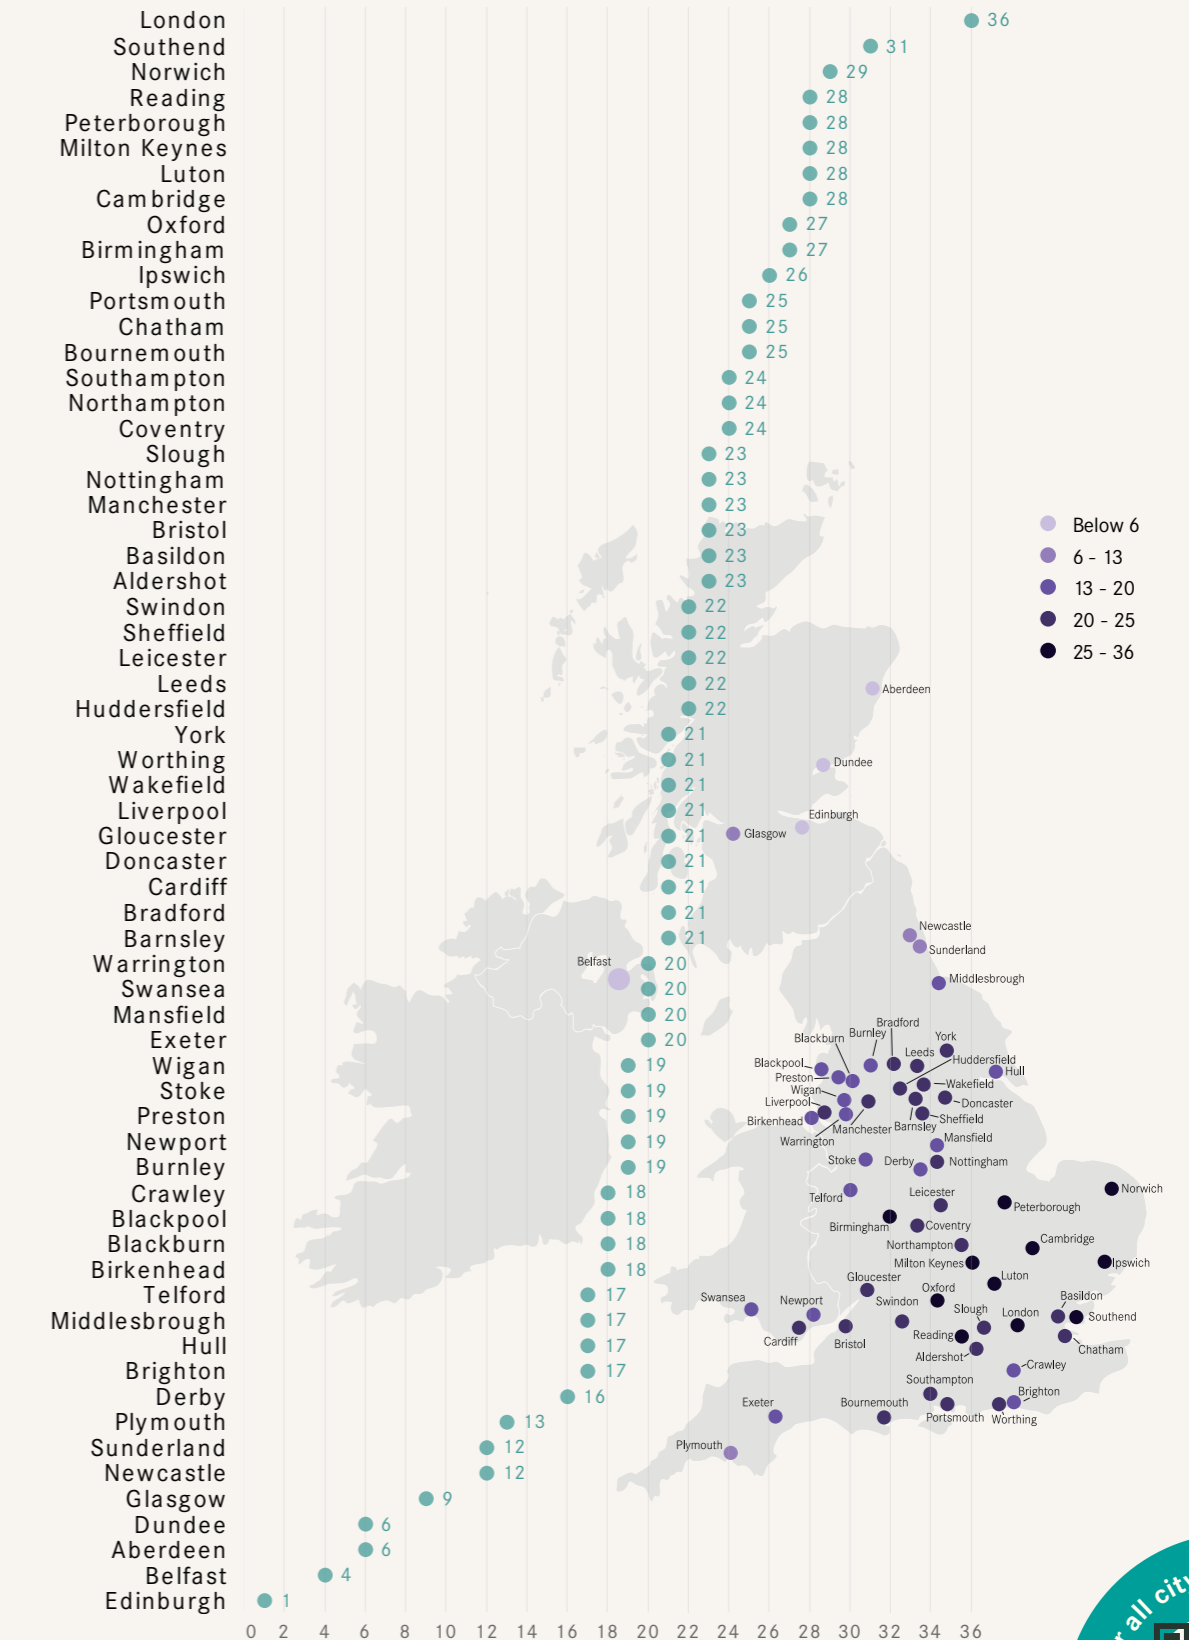 London 36
Southend 31
Norwich 29
Reading 28
Peterborough 28
Milton Keynes 28
Luton 28
Cambridge 28
Oxford 27
Birmingham 27
Ipswich 26
Portsmouth 25
Chatham 25
Bournemouth 25
Southampton 24
Northampton 24
Coventry 24
Slough 23
Nottingham 23
Manchester 23
Bristol 23
Basildon 23
Aldershot 23
Swindon 22
Sheffield 22
Leicester 22
Leeds 22
Huddersfield 22
York 21
Worthing 21
Wakefield 21
Liverpool 21
Gloucester 21
Doncaster 21
Cardiff 21
Bradford 21
Barnsley 21
Warrington 20
Swansea 20
Mansfield 20
Exeter 20
Wigan 19
Stoke 19
Preston 19
Newport 19
Burnley 19
Crawley 18
Blackpool 18
Blackburn 18
Birkenhead 18
Telford 17
Middlesbrough 17
Hull 17
Brighton 17
Derby 16
Plymouth 13
Sunderland 12
Newcastle 12
Glasgow 9
Dundee 6
Aberdeen 6
Belfast 4
Edinburgh 1
0 2 4 6 8 10 12 14 16 18 20 22 24 26 28 30 32 34 36
Below 6
6 - 13
13 - 20
20 - 25
25 - 36
Aberdeen
Dundee
Edinburgh
Glasgow
Newcastle
Sunderland
Belfast
Middlesbrough
Bradford
Burnley
Blackburn
York
Leeds
Huddersfield
Blackpool
Hull
Preston
Wakefield
Wigan
Liverpool
Doncaster
Birkenhead
Sheffield
Barnsley
Manchester
Warrington
Mansfield
Stoke
Derby
Nottingham
Telford
Leicester
Norwich
Peterborough
Birmingham
Coventry
Northampton
Cambridge
Milton Keynes
Ipswich
Gloucester
Luton
Oxford
Swansea
Newport
Swindon
Slough
London
Basildon
Southend
Cardiff
Bristol
Reading
Chatham
Aldershot
Crawley
Southampton
Exeter
Bournemouth
Brighton
Portsmouth
Worthing
Plymouth
all city